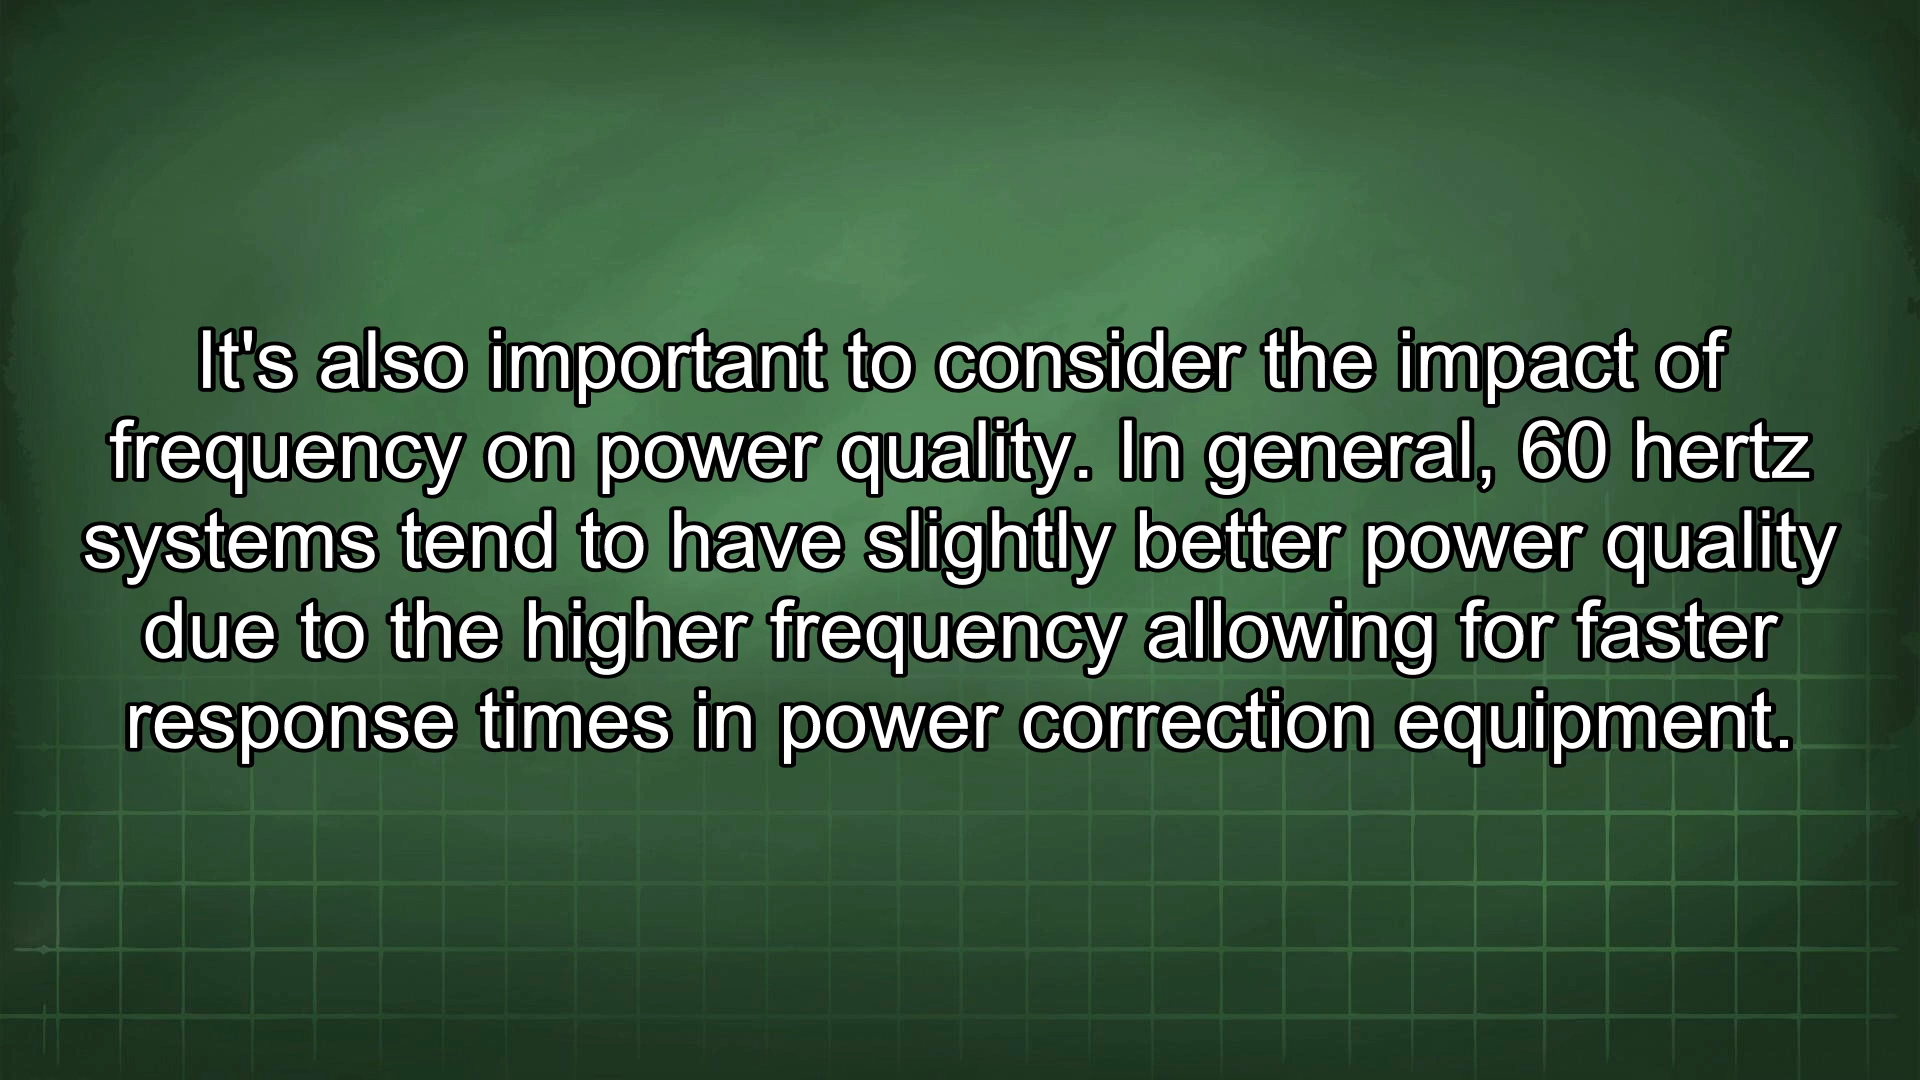 It's also important to consider the impact of
frequency on power quality. In general, 60 hertz
systems tend to have slightly better power quality
due to the higher frequency allowing for faster
response times in power correction equipment.